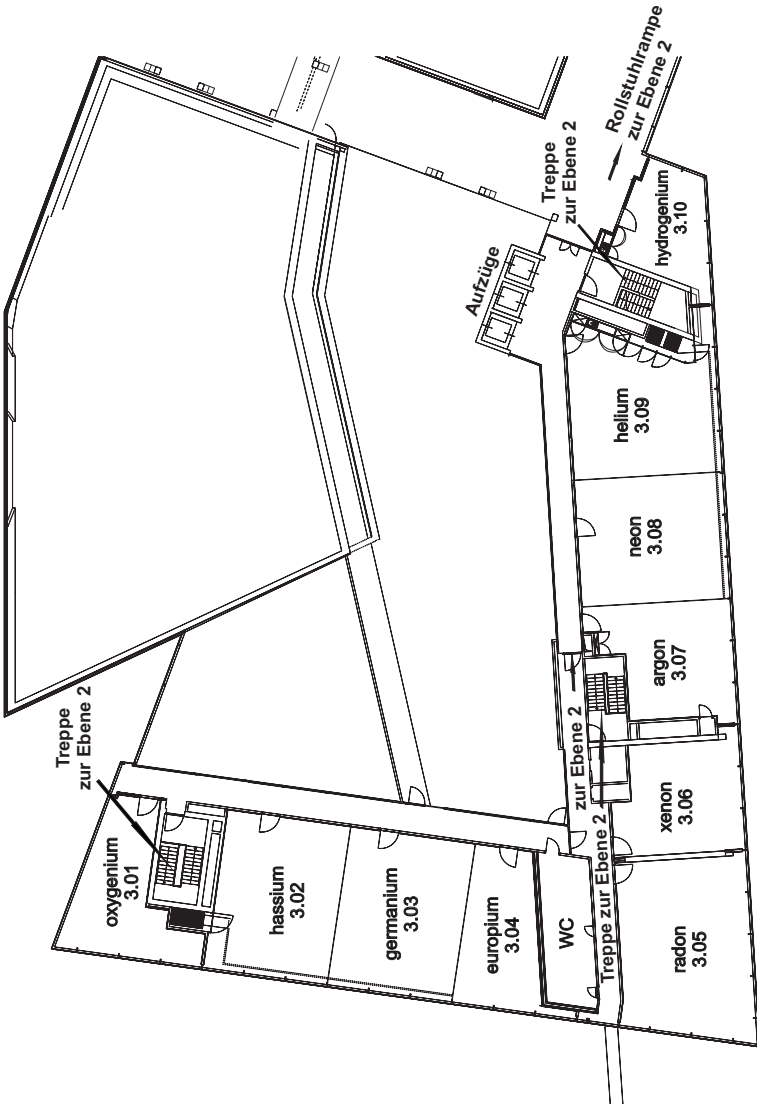 Rollstuhlrampe
zur Ebene 2
Treppe
zur Ebene 2
hydrogenium
3.10
Aufzüge
helium
3.09
neon
3.08
argon
3.07
Treppe
zur Ebene 2
zur Ebene 2
xenon
3.06
oxygenium
3.01
hassium
3.02
germanium
3.03
europium
3.04
WC
Treppe zur Ebene 2
radon
3.05